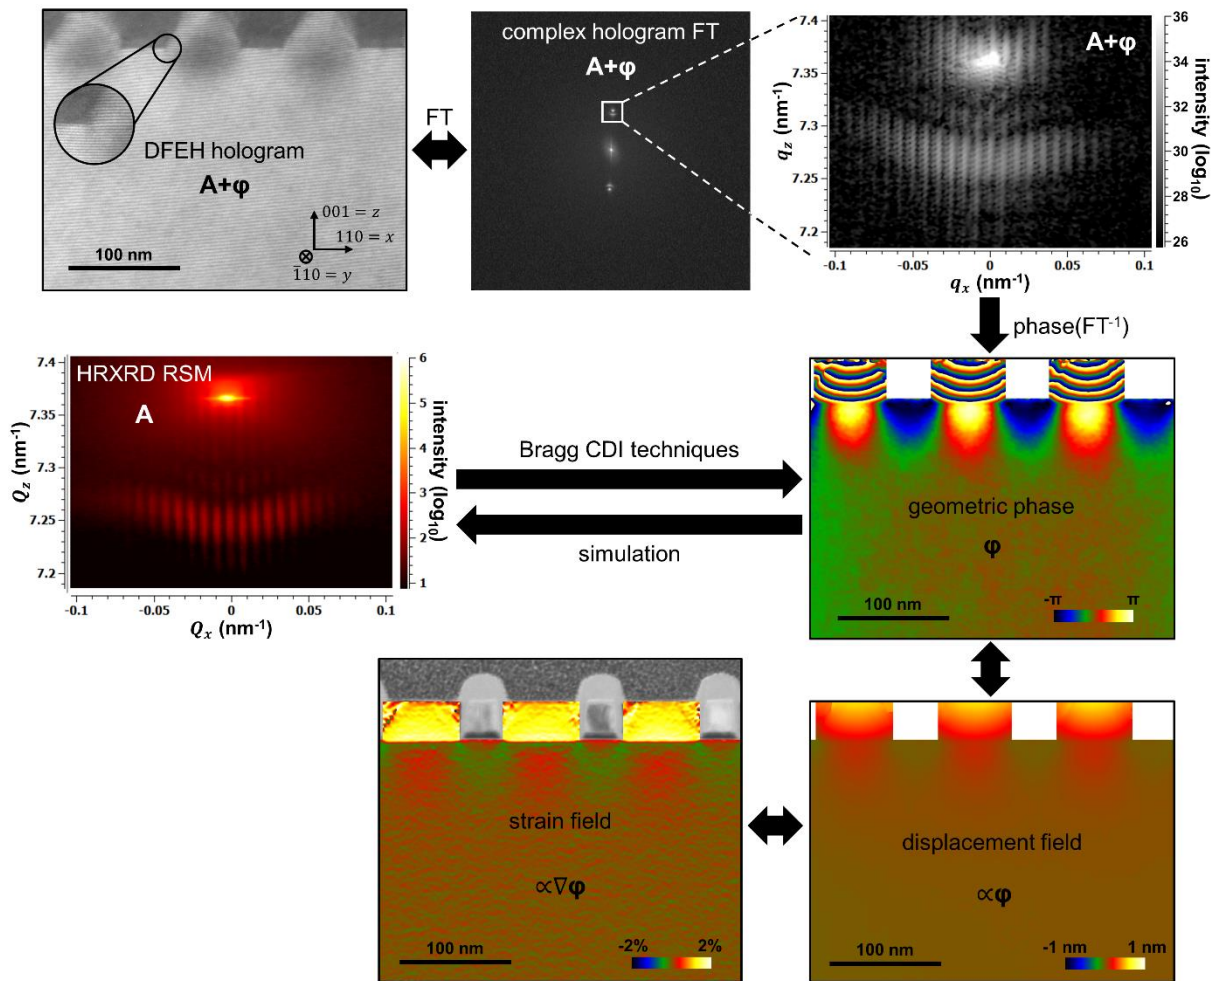 DFEH hologram
A+φ
001 = z
110 = x
1̅10 = y
100 nm
FT
complex hologram FT
A+φ
A+φ
7.4
7.35
7.3
7.25
7.2
q_z (nm⁻¹)
-0.1
-0.05
0
0.05
0.1
q_x (nm⁻¹)
36
34
32
30
28
26
intensity (log₁₀)
phase(FT⁻¹)
HRXRD RSM
A
7.4
7.35
7.3
7.25
7.2
Q_z (nm⁻¹)
-0.1
-0.05
0
0.05
0.1
Q_x (nm⁻¹)
6
5
4
3
2
1
intensity (log₁₀)
Bragg CDI techniques
simulation
geometric phase
φ
-π π
100 nm
strain field
∝∇φ
100 nm
-2% 2%
displacement field
∝φ
100 nm
-1 nm 1 nm